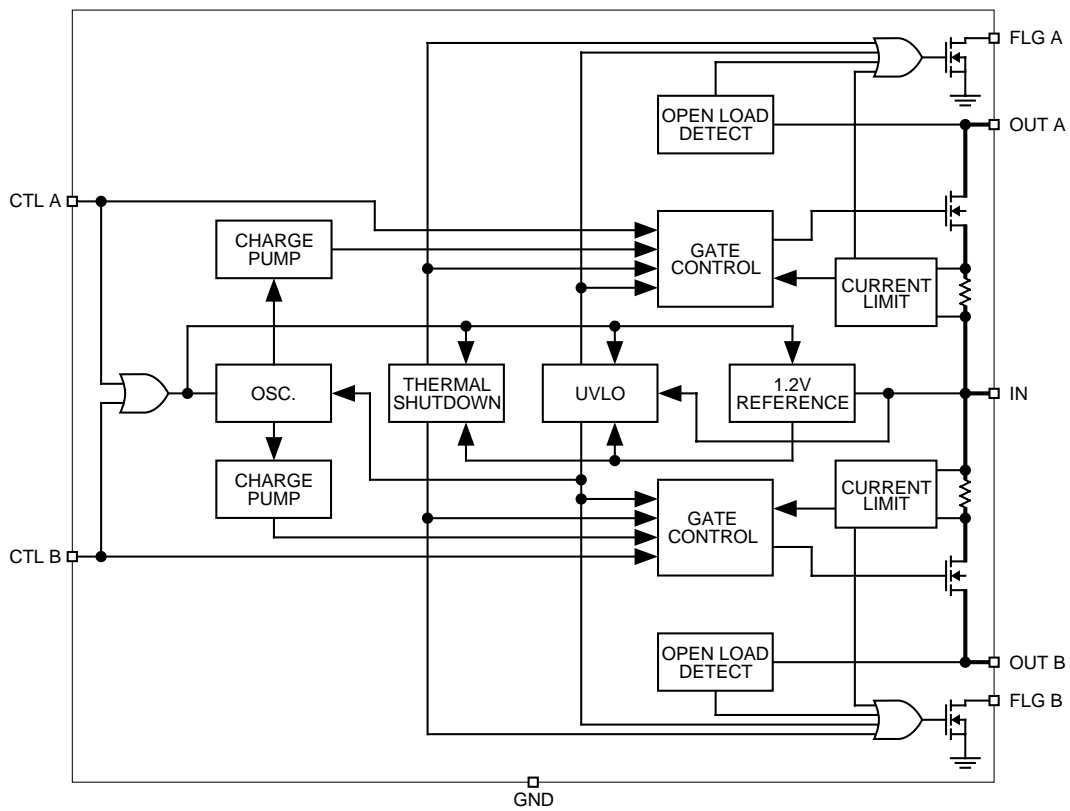 FLG A
OPEN LOAD
DETECT
OUT A
CTL A
CHARGE
PUMP
GATE
CONTROL
CURRENT
LIMIT
OSC.
THERMAL
SHUTDOWN
UVLO
1.2V
REFERENCE
IN
CHARGE
PUMP
GATE
CONTROL
CURRENT
LIMIT
CTL B
OPEN LOAD
DETECT
OUT B
FLG B
GND